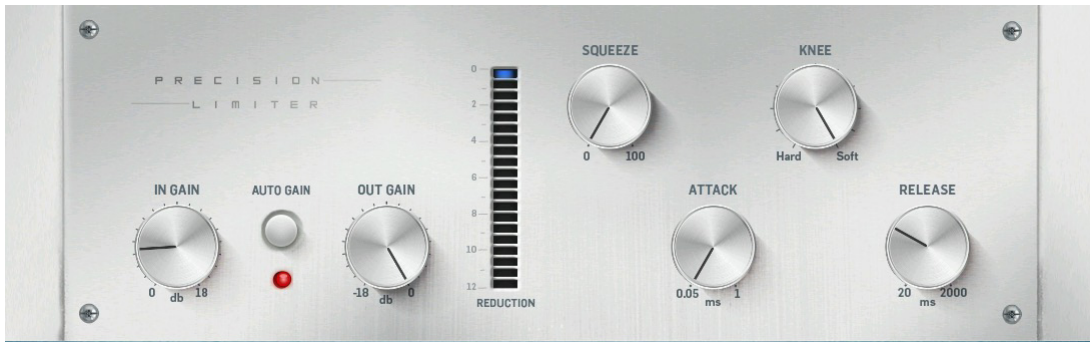 PRECISION
LIMITER
IN GAIN
0 db 18
AUTO GAIN
OUT GAIN
-18 db 0
0
2
4
6
8
10
12
REDUCTION
SQUEEZE
0 100
KNEE
Hard Soft
ATTACK
0.05 ms 1
RELEASE
20 ms 2000